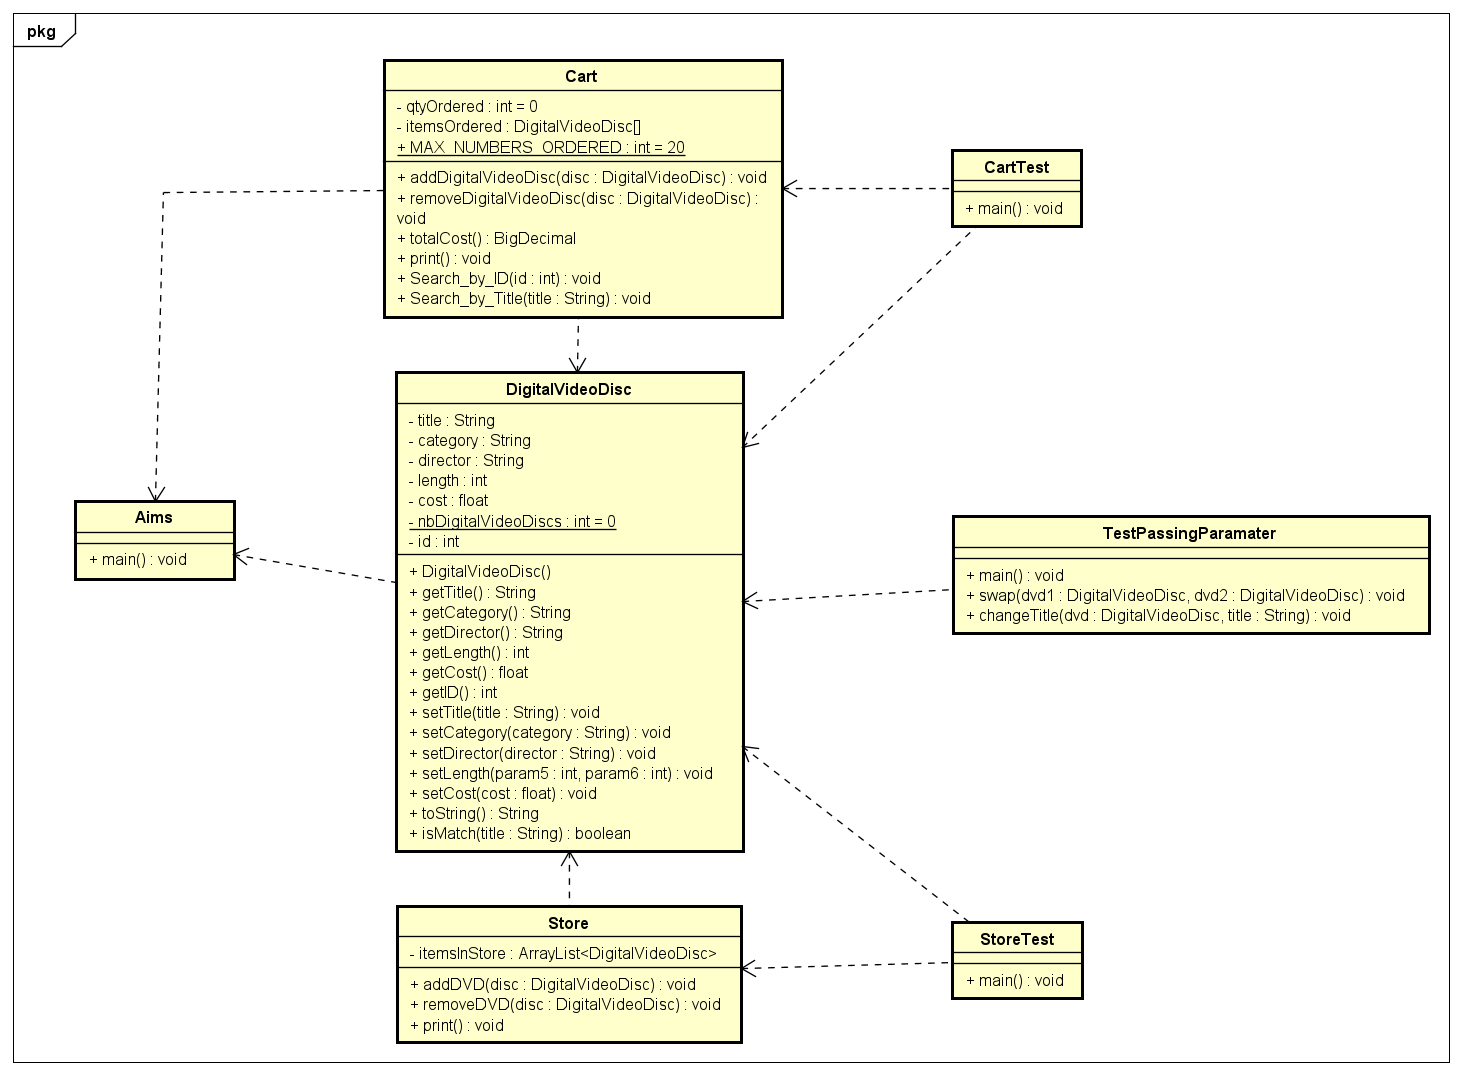 pkg
Cart
- qtyOrdered : int = 0
- itemsOrdered : DigitalVideoDisc[]
+ MAX_NUMBERS_ORDERED : int = 20
+ addDigitalVideoDisc(disc : DigitalVideoDisc) : void
+ removeDigitalVideoDisc(disc : DigitalVideoDisc) :
void
+ totalCost() : BigDecimal
+ print() : void
+ Search_by_ID(id : int) : void
+ Search_by_Title(title : String) : void
CartTest
+ main() : void
DigitalVideoDisc
- title : String
- category : String
- director : String
- length : int
- cost : float
- nbDigitalVideoDiscs : int = 0
- id : int
+ DigitalVideoDisc()
+ getTitle() : String
+ getCategory() : String
+ getDirector() : String
+ getLength() : int
+ getCost() : float
+ getID() : int
+ setTitle(title : String) : void
+ setCategory(category : String) : void
+ setDirector(director : String) : void
+ setLength(param5 : int, param6 : int) : void
+ setCost(cost : float) : void
+ toString() : String
+ isMatch(title : String) : boolean
Aims
+ main() : void
TestPassingParamater
+ main() : void
+ swap(dvd1 : DigitalVideoDisc, dvd2 : DigitalVideoDisc) : void
+ changeTitle(dvd : DigitalVideoDisc, title : String) : void
Store
- itemsInStore : ArrayList<DigitalVideoDisc>
+ addDVD(disc : DigitalVideoDisc) : void
+ removeDVD(disc : DigitalVideoDisc) : void
+ print() : void
StoreTest
+ main() : void